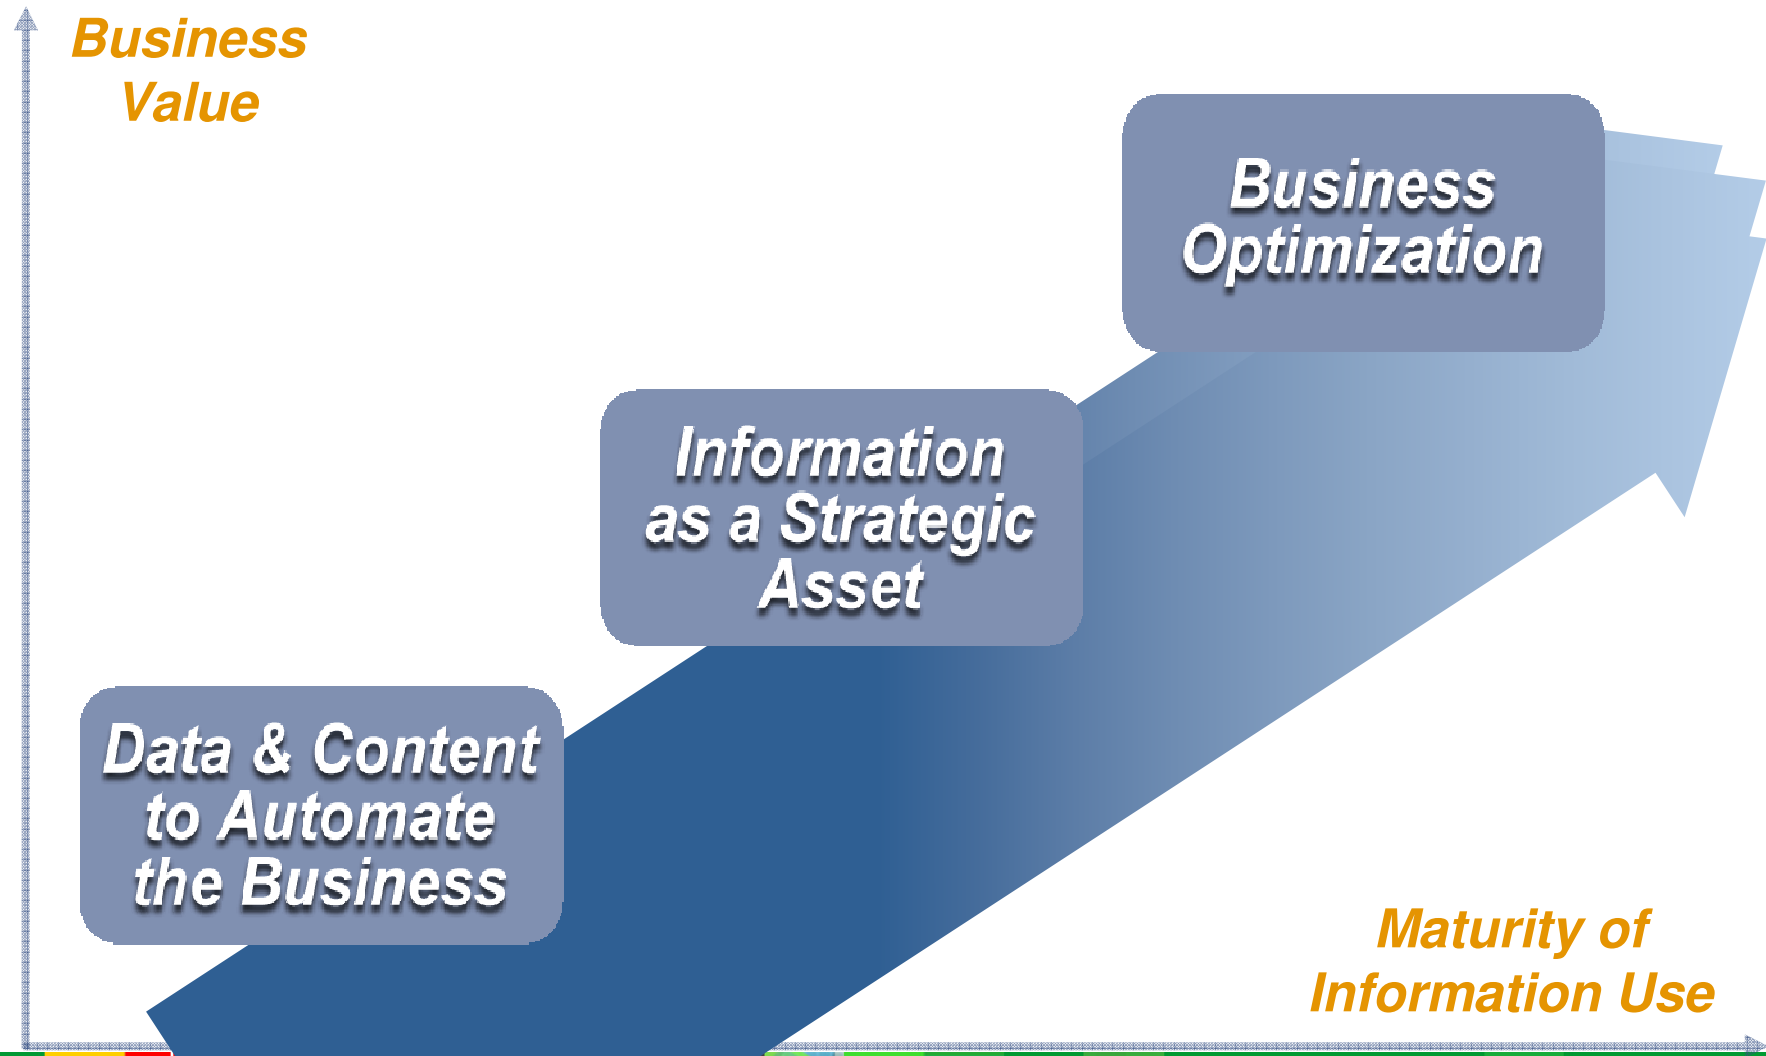 Business
Value
Business
Optimization
Information
as a Strategic
Asset
Data & Content
to Automate
the Business
Maturity of
Information Use